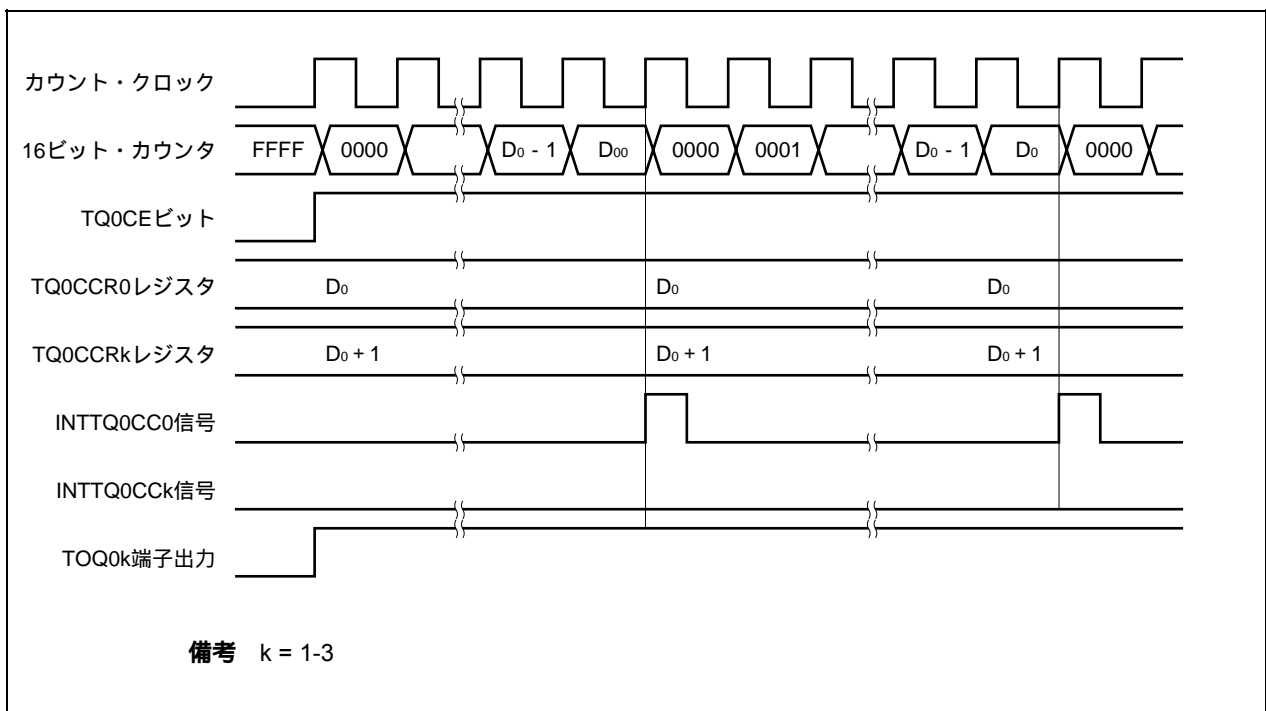 カウント・クロック
16ビット・カウンタ FFFF 0000 D0 - 1 D00 0000 0001 D0 - 1 D0 0000
TQ0CEビット
TQ0CCR0レジスタ D0 D0 D0
TQ0CCRkレジスタ D0 + 1 D0 + 1 D0 + 1
INTTQ0CC0信号
INTTQ0CCk信号
TOQ0k端子出力
備考 k = 1-3